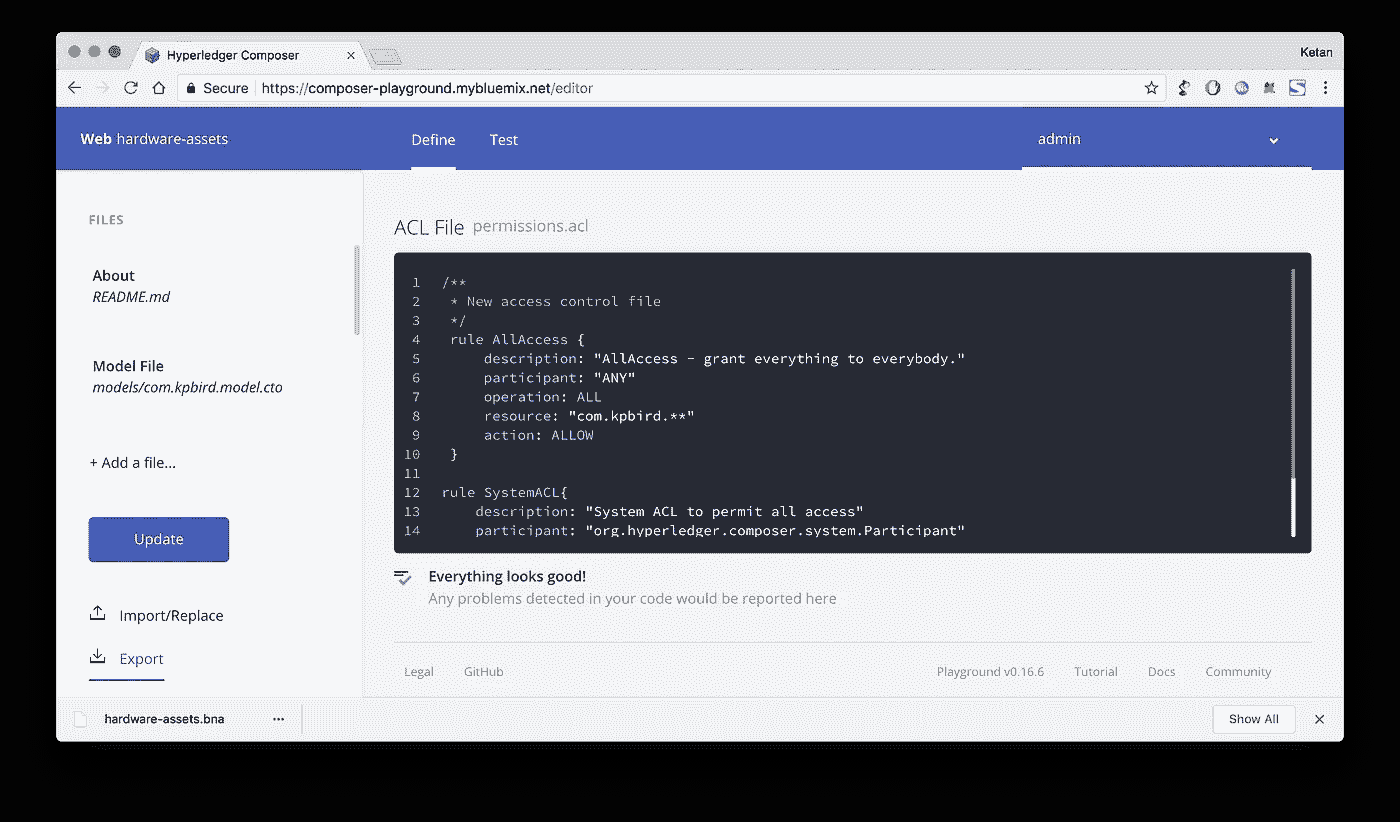 Hyperledger Composer
Ketan
Secure https://composer-playground.mybluemix.net/editor
Web hardware-assets Define Test admin
FILES
About
README.md
Model File
models/com.kpbird.model.cto
+ Add a file...
Update
Import/Replace
Export
ACL File permissions.acl
1 /**
2 * New access control file
3 */
4 rule AllAccess {
5 description: "AllAccess - grant everything to everybody."
6 participant: "ANY"
7 operation: ALL
8 resource: "com.kpbird.**"
9 action: ALLOW
10 }
11
12 rule SystemACL{
13 description: "System ACL to permit all access"
14 participant: "org.hyperledger.composer.system.Participant"
Everything looks good!
Any problems detected in your code would be reported here
Legal GitHub Playground v0.16.6 Tutorial Docs Community
hardware-assets.bna Show All